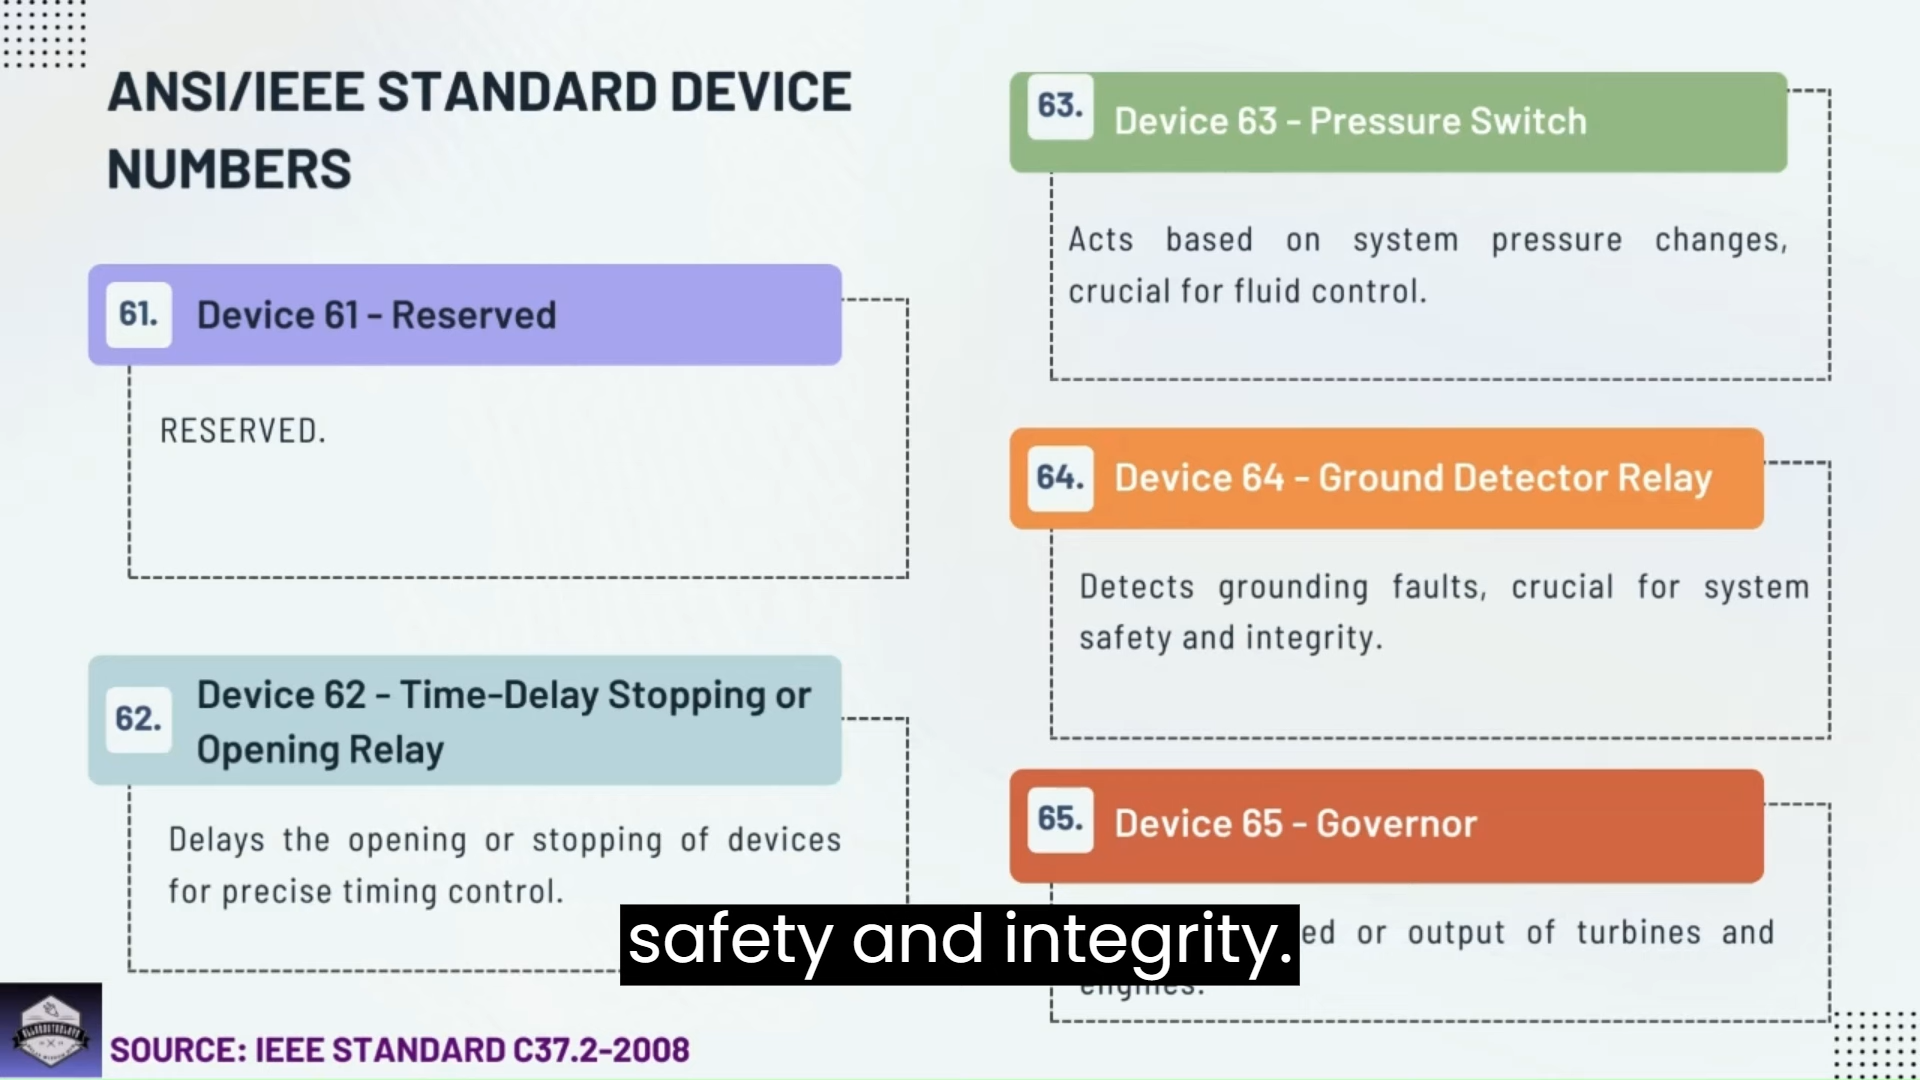 ANSI/IEEE STANDARD DEVICE
NUMBERS
61.
Device 61 - Reserved
RESERVED.
62.
Device 62 - Time-Delay Stopping or
Opening Relay
Delays the opening or stopping of devices
for precise timing control.
63.
Device 63 - Pressure Switch
Acts based on system pressure changes,
crucial for fluid control.
64.
Device 64 - Ground Detector Relay
Detects grounding faults, crucial for system
safety and integrity.
65.
Device 65 - Governor
or output of turbines and
engines.
safety and integrity.
SOURCE: IEEE STANDARD C37.2-2008